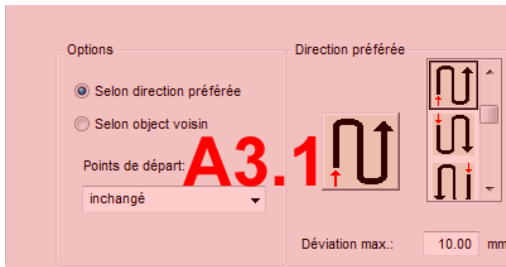 Options
Direction préférée
Selon direction préférée
Selon object voisin
Points de départ:
A3.1
inchangé
Déviation max.:
10.00 mm